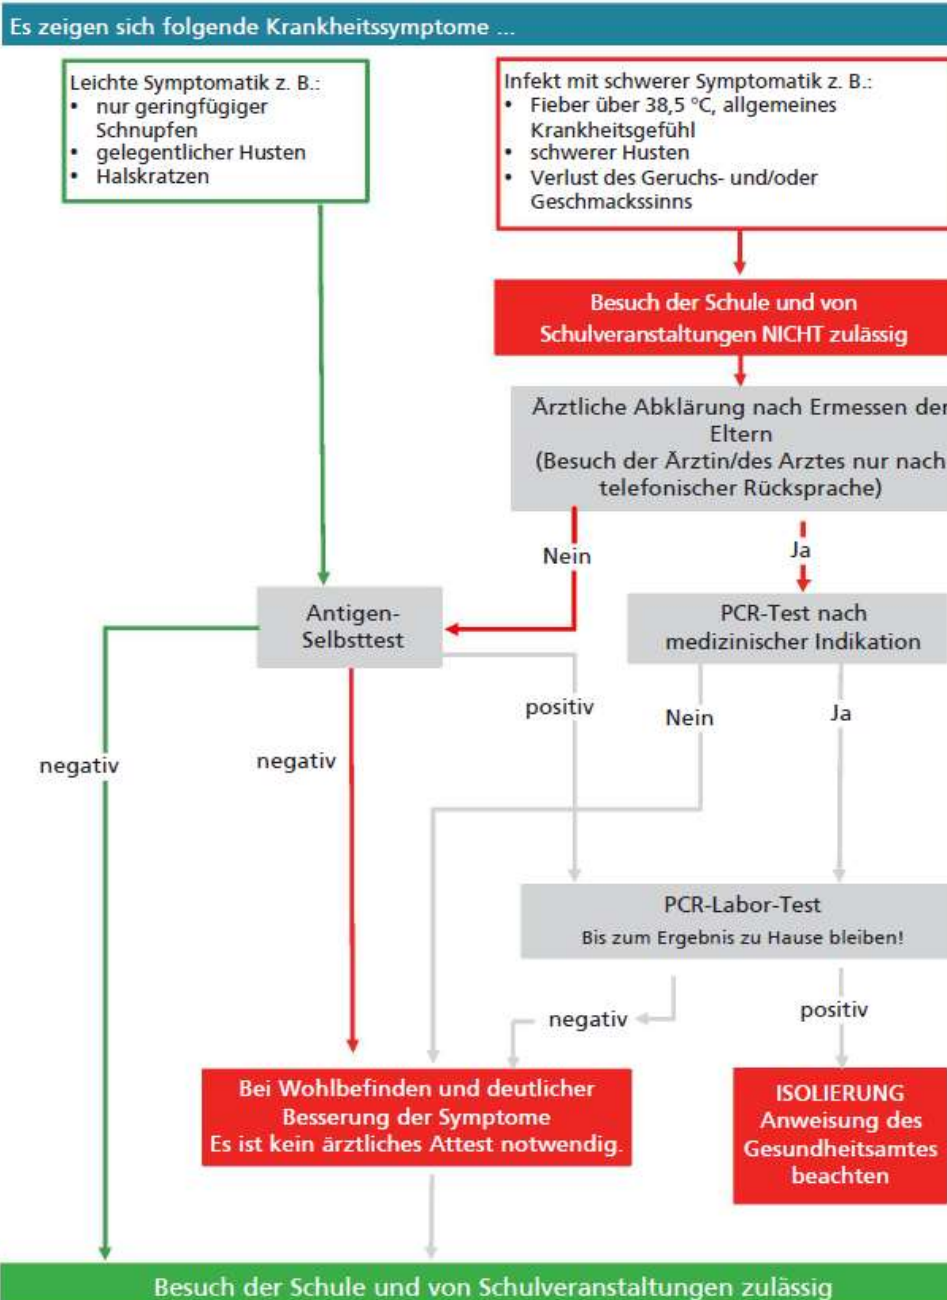 Es zeigen sich folgende Krankheitssymptome ...
Leichte Symptomatik z. B.:
• nur geringfügiger
Schnupfen
• gelegentlicher Husten
• Halskratzen
Infekt mit schwerer Symptomatik z. B.:
• Fieber über 38,5 °C, allgemeines
Krankheitsgefühl
• schwerer Husten
• Verlust des Geruchs- und/oder
Geschmackssinns
Besuch der Schule und von
Schulveranstaltungen NICHT zulässig
Ärztliche Abklärung nach Ermessen der
Eltern
(Besuch der Ärztin/des Arztes nur nach
telefonischer Rücksprache)
Nein
Ja
Antigen-
Selbsttest
PCR-Test nach
medizinischer Indikation
positiv
Nein
Ja
negativ
negativ
PCR-Labor-Test
Bis zum Ergebnis zu Hause bleiben!
negativ
positiv
Bei Wohlbefinden und deutlicher
Besserung der Symptome
Es ist kein ärztliches Attest notwendig.
ISOLIERUNG
Anweisung des
Gesundheitsamtes
beachten
Besuch der Schule und von Schulveranstaltungen zulässig